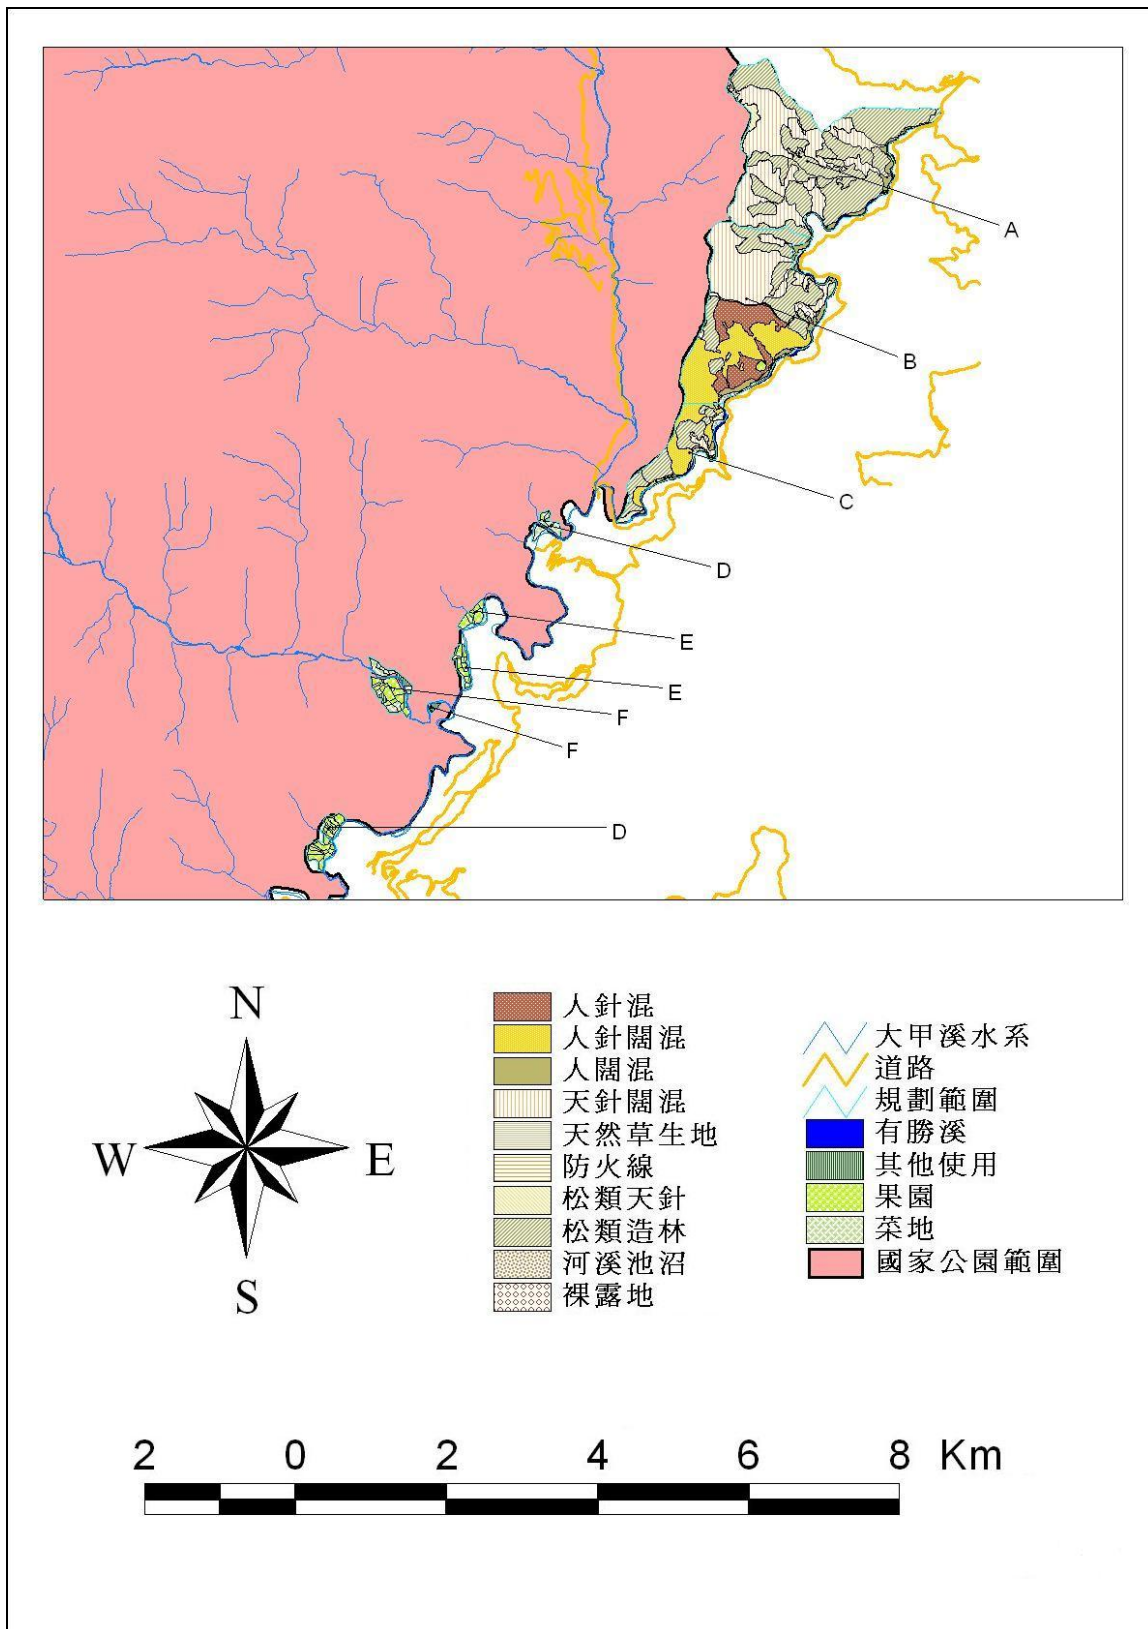 A
B
C
D
E
E
F
F
D
N
W
E
S
人針混
人針闊混
人闊混
天針闊混
天然草生地
防火線
松類天針
松類造林
河溪池沼
裸露地
大甲溪水系
道路
規劃範圍
有勝溪
其他使用
果園
菜地
國家公園範圍
2 0 2 4 6 8 Km